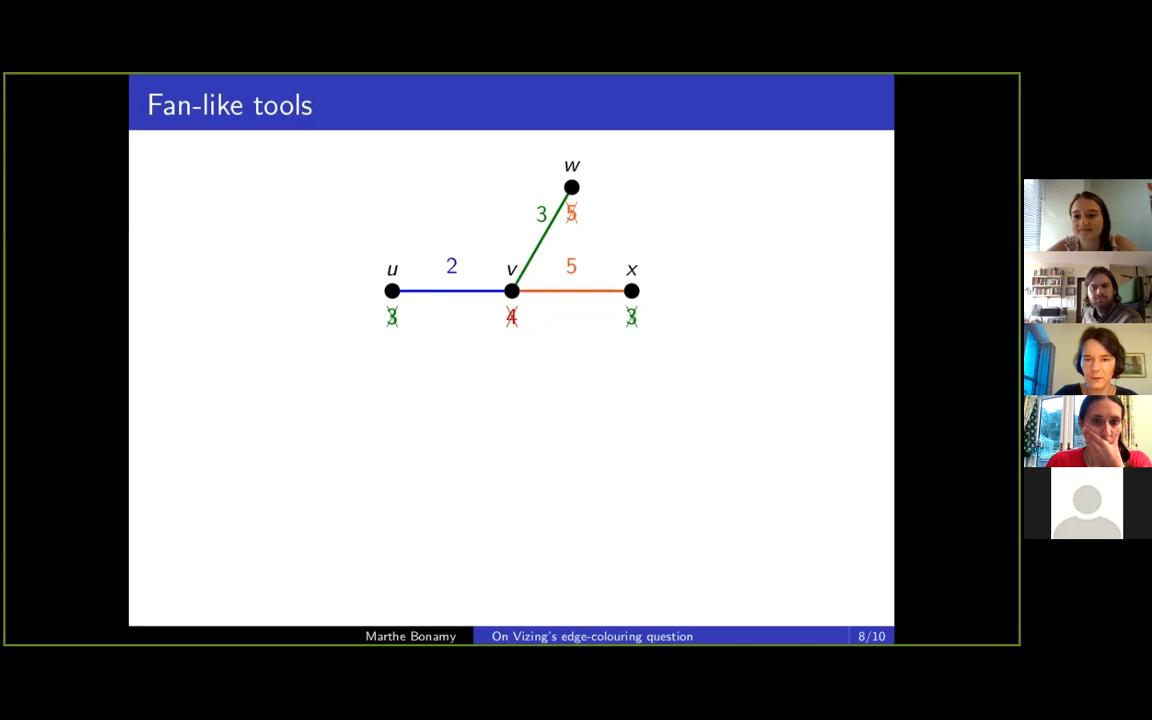 Fan-like tools
w
3 5
u 2 v 5 x
3 4 3
Marthe Bonamy On Vizing's edge-colouring question 8/10